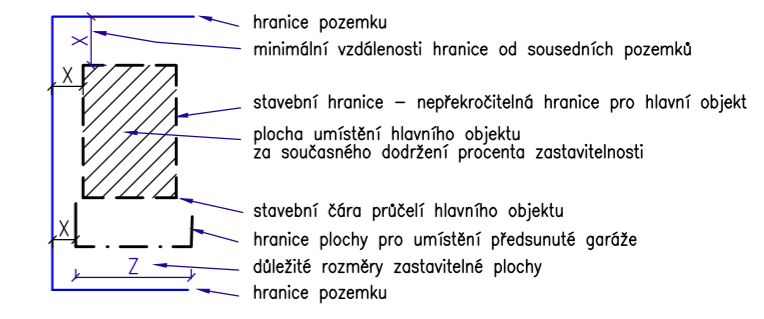 hranice pozemku
X
minimální vzdálenosti hranice od sousedních pozemků
X
stavební hranice – nepřekročitelná hranice pro hlavní objekt
plocha umístění hlavního objektu
za současného dodržení procenta zastavitelnosti
stavební čára průčelí hlavního objektu
X
hranice plochy pro umístění předsunuté garáže
Z
důležité rozměry zastavitelné plochy
hranice pozemku